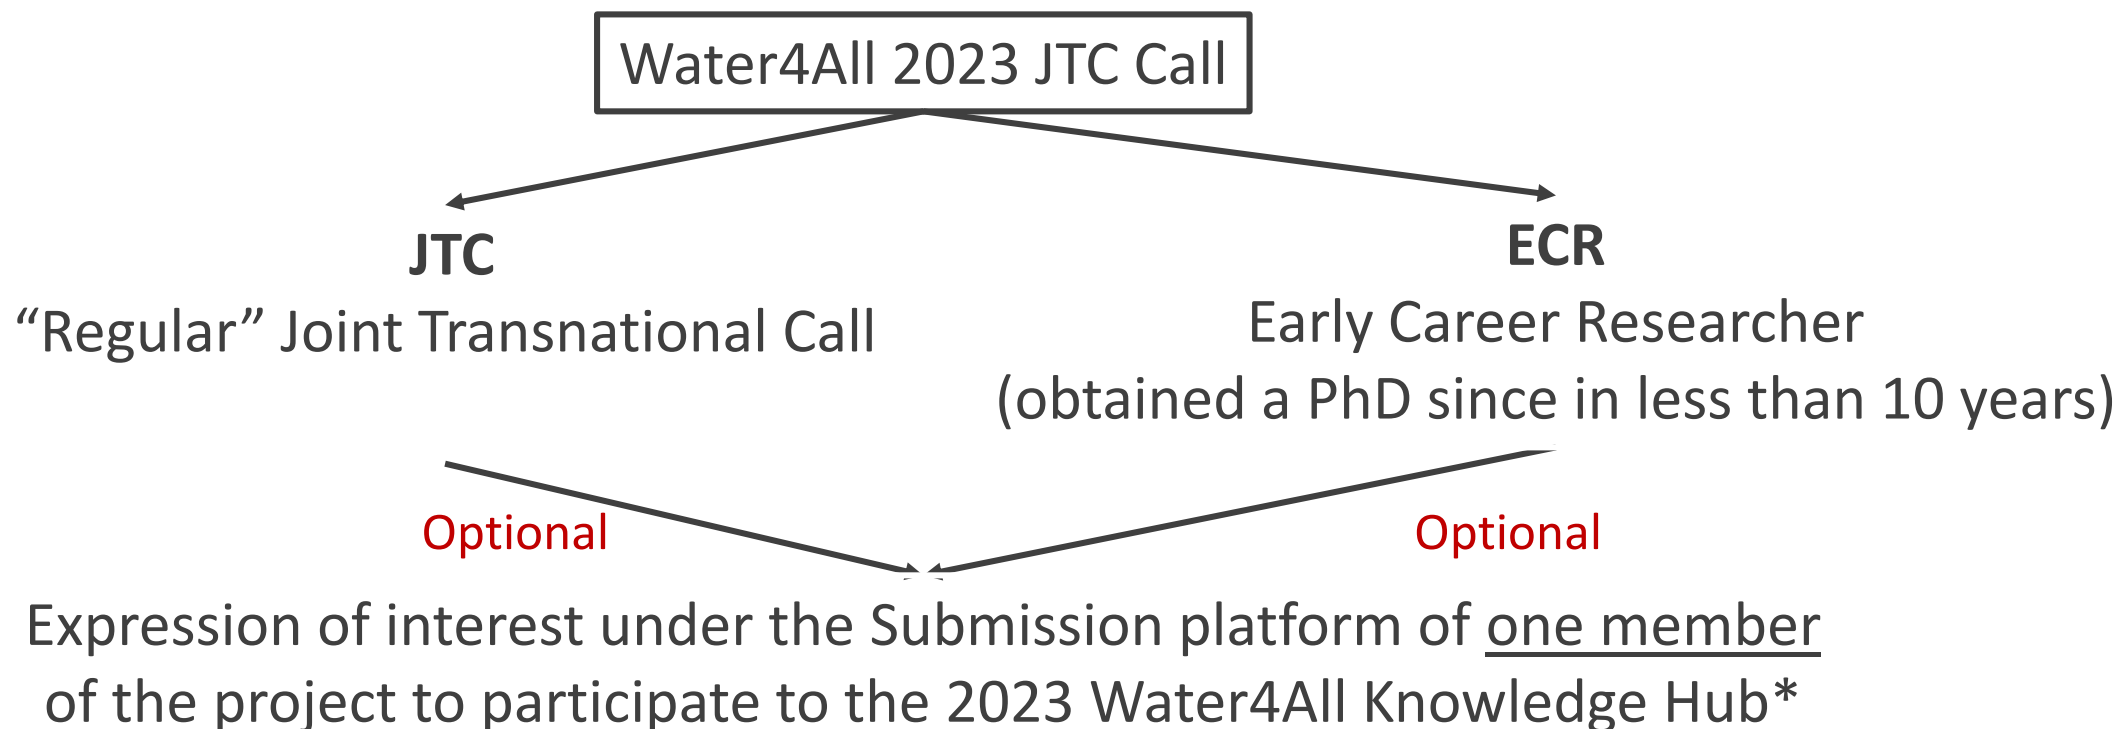 Water4All 2023 JTC Call
JTC
“Regular” Joint Transnational Call
ECR
Early Career Researcher
(obtained a PhD since in less than 10 years)
Optional
Optional
Expression of interest under the Submission platform of one member
of the project to participate to the 2023 Water4All Knowledge Hub*